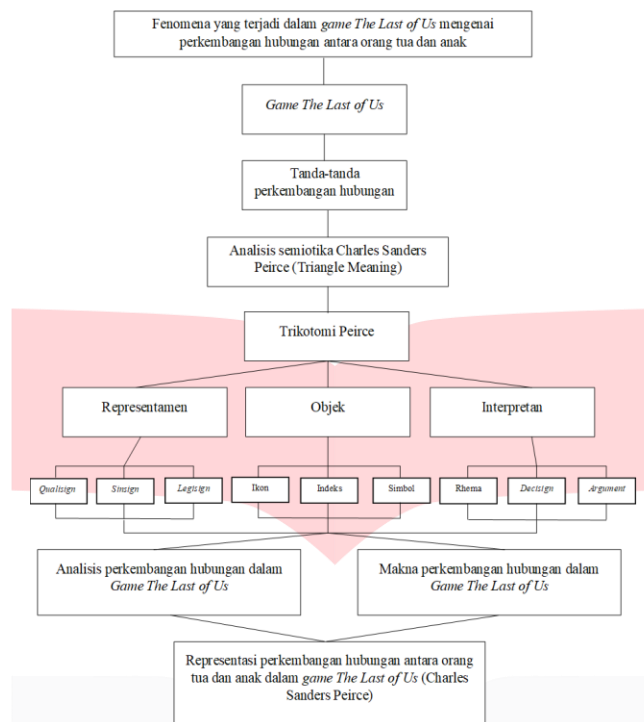 Fenomena yang terjadi dalam game The Last of Us mengenai
perkembangan hubungan antara orang tua dan anak
Game The Last of Us
Tanda-tanda
perkembangan hubungan
Analisis semiotika Charles Sanders
Peirce (Triangle Meaning)
Trikotomi Peirce
Representamen
Objek
Interpretan
Qualisign
Sinsign
Legisign
Ikon
Indeks
Simbol
Rhema
Decisign
Argument
Analisis perkembangan hubungan dalam
Game The Last of Us
Makna perkembangan hubungan dalam
Game The Last of Us
Representasi perkembangan hubungan antara orang
tua dan anak dalam game The Last of Us (Charles
Sanders Peirce)